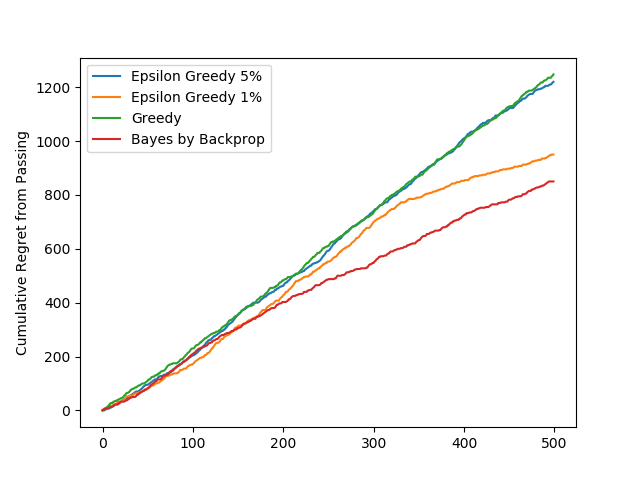 Epsilon Greedy 5%
Epsilon Greedy 1%
Greedy
Bayes by Backprop
Cumulative Regret from Passing
1200
1000
800
600
400
200
0
0 100 200 300 400 500